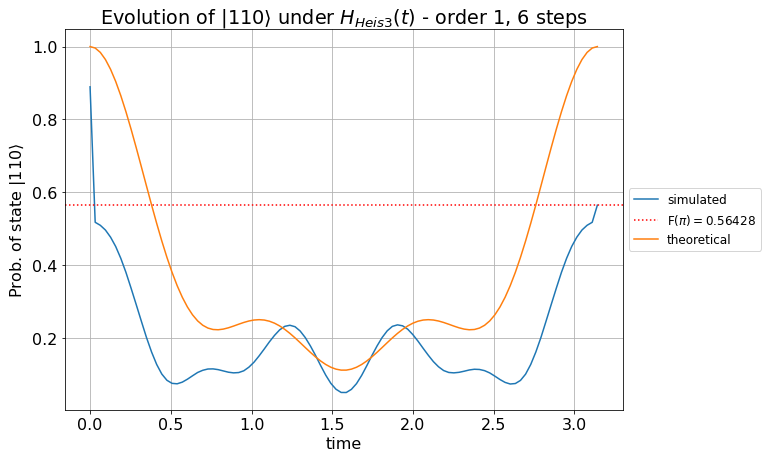 Evolution of |110⟩ under H_{Heis3}(t) - order 1, 6 steps
1.0
0.8
0.6
0.4
0.2
Prob. of state |110⟩
0.0 0.5 1.0 1.5 2.0 2.5 3.0
time
simulated
F(π) = 0.56428
theoretical